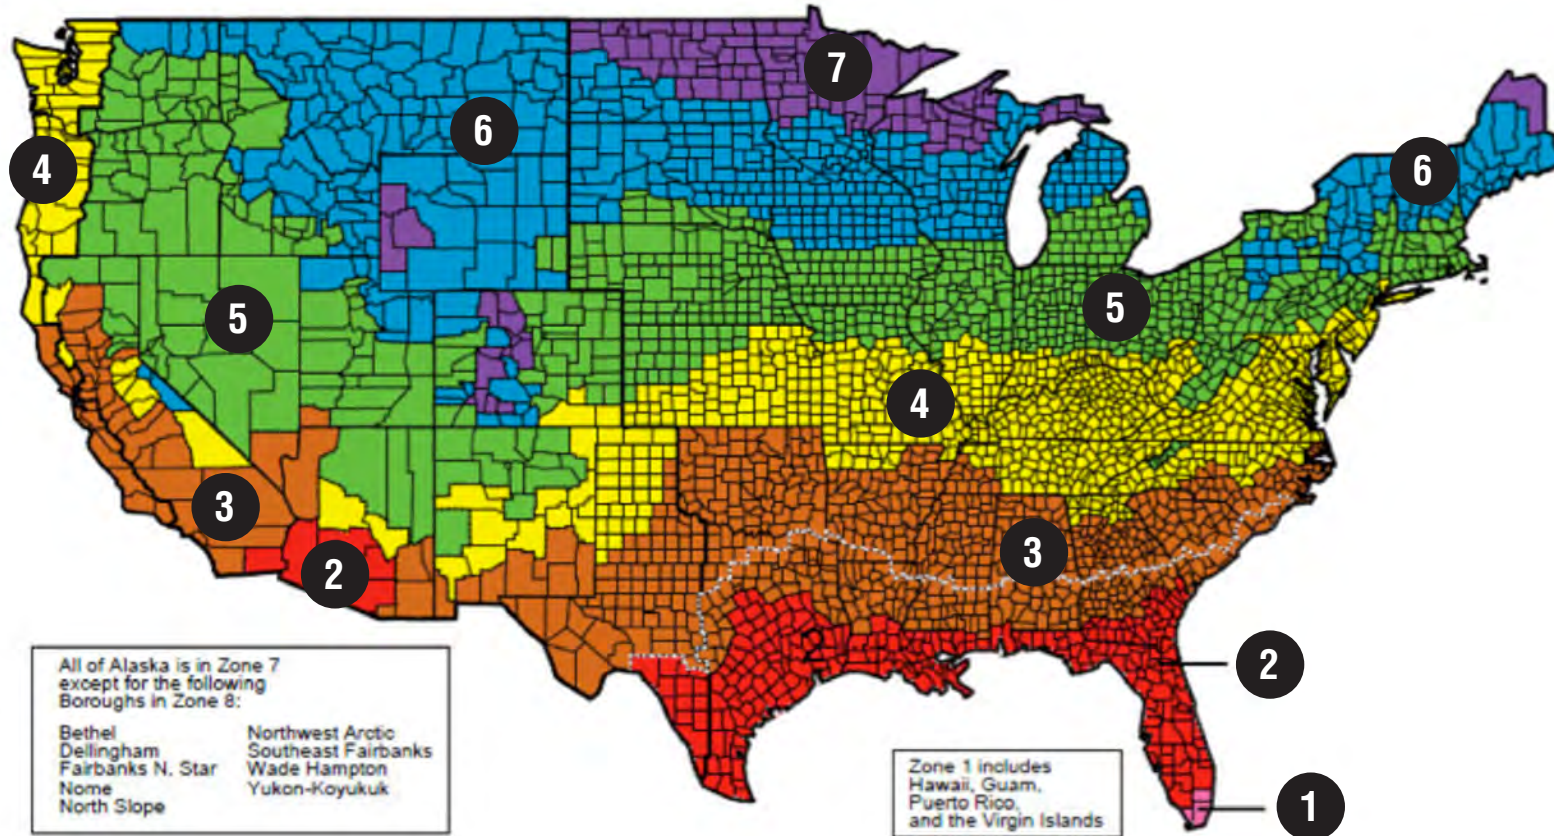 7
6
6
4
5
5
4
3
3
2
2
1
All of Alaska is in Zone 7
except for the following
Boroughs in Zone 8:
Bethel Northwest Arctic
Dellingham Southeast Fairbanks
Fairbanks N. Star Wade Hampton
Nome Yukon-Koyukuk
North Slope
Zone 1 includes
Hawaii, Guam,
Puerto Rico,
and the Virgin Islands